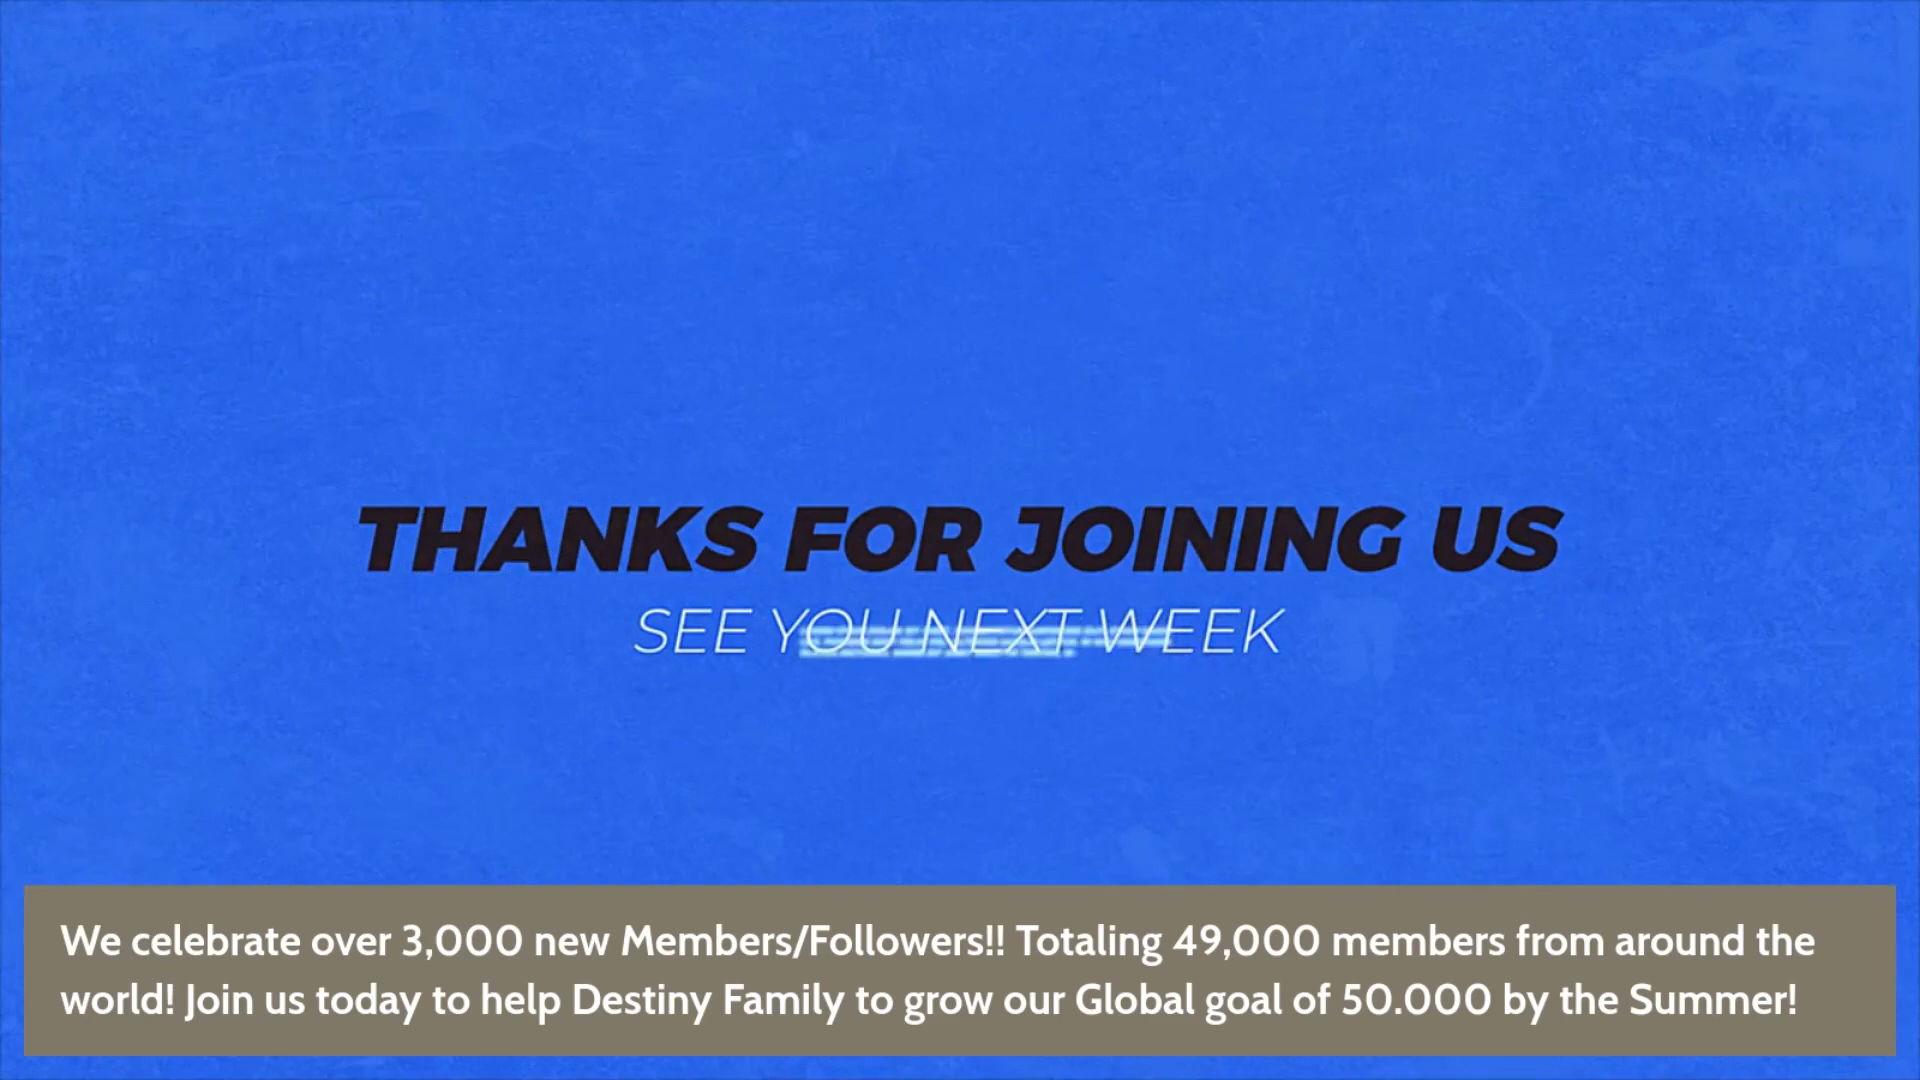 THANKS FOR JOINING US
SEE YOU NEXT WEEK
We celebrate over 3,000 new Members/Followers!! Totaling 49,000 members from around the
world! Join us today to help Destiny Family to grow our Global goal of 50.000 by the Summer!